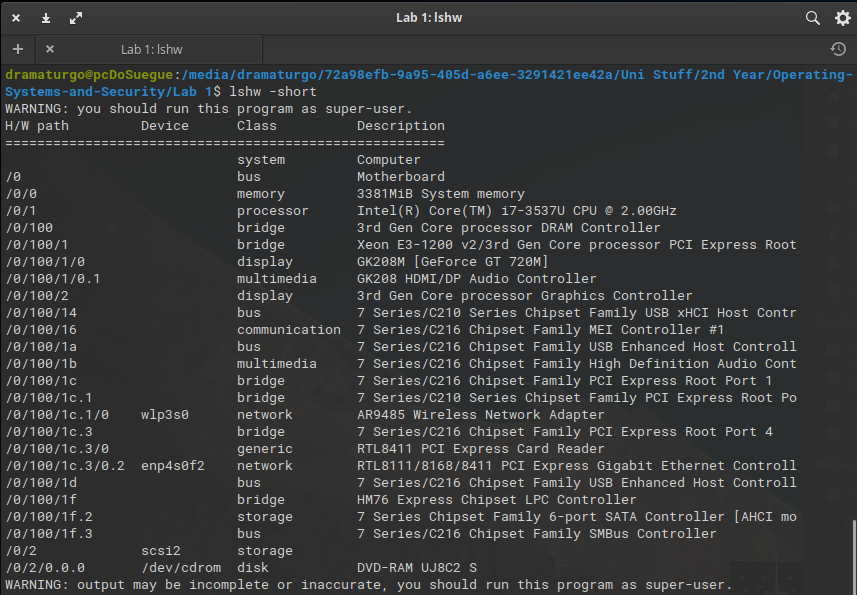 Lab 1: lshw
Lab 1: lshw
dramaturgo@pcDoSuegue:/media/dramaturgo/72a98efb-9a95-405d-a6ee-3291421ee42a/Uni Stuff/2nd Year/Operating-
Systems-and-Security/Lab 1$ lshw -short
WARNING: you should run this program as super-user.
H/W path         Device      Class          Description
=======================================================
                             system         Computer
/0                           bus            Motherboard
/0/0                         memory         3381MiB System memory
/0/1                         processor      Intel(R) Core(TM) i7-3537U CPU @ 2.00GHz
/0/100                       bridge         3rd Gen Core processor DRAM Controller
/0/100/1                     bridge         Xeon E3-1200 v2/3rd Gen Core processor PCI Express Root
/0/100/1/0                   display        GK208M [GeForce GT 720M]
/0/100/1/0.1                 multimedia     GK208 HDMI/DP Audio Controller
/0/100/2                     display        3rd Gen Core processor Graphics Controller
/0/100/14                    bus            7 Series/C210 Series Chipset Family USB xHCI Host Contr
/0/100/16                    communication  7 Series/C216 Chipset Family MEI Controller #1
/0/100/1a                    bus            7 Series/C216 Chipset Family USB Enhanced Host Controll
/0/100/1b                    multimedia     7 Series/C216 Chipset Family High Definition Audio Cont
/0/100/1c                    bridge         7 Series/C216 Chipset Family PCI Express Root Port 1
/0/100/1c.1                  bridge         7 Series/C210 Series Chipset Family PCI Express Root Po
/0/100/1c.1/0    wlp3s0      network        AR9485 Wireless Network Adapter
/0/100/1c.3                  bridge         7 Series/C216 Chipset Family PCI Express Root Port 4
/0/100/1c.3/0                generic        RTL8411 PCI Express Card Reader
/0/100/1c.3/0.2  enp4s0f2    network        RTL8111/8168/8411 PCI Express Gigabit Ethernet Controll
/0/100/1d                    bus            7 Series/C216 Chipset Family USB Enhanced Host Controll
/0/100/1f                    bridge         HM76 Express Chipset LPC Controller
/0/100/1f.2                  storage        7 Series Chipset Family 6-port SATA Controller [AHCI mo
/0/100/1f.3                  bus            7 Series/C216 Chipset Family SMBus Controller
/0/2             scsi2       storage
/0/2/0.0.0       /dev/cdrom  disk           DVD-RAM UJ8C2 S
WARNING: output may be incomplete or inaccurate, you should run this program as super-user.